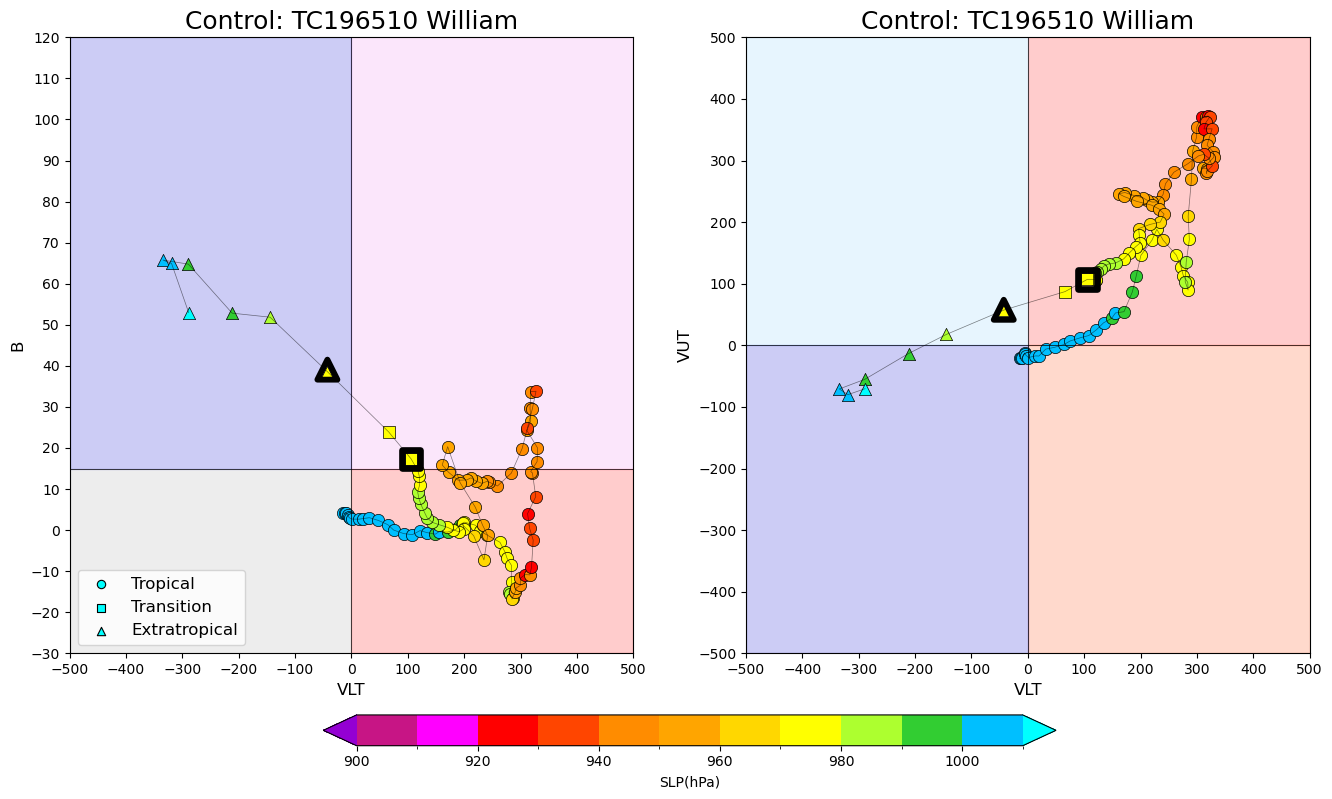 Control: TC196510 William
120
110
100
90
80
70
60
50
40
30
20
10
0
−10
−20
−30
B
−500 −400 −300 −200 −100 0 100 200 300 400 500
VLT
Tropical
Transition
Extratropical
Control: TC196510 William
500
400
300
200
100
0
−100
−200
−300
−400
−500
VUT
−500 −400 −300 −200 −100 0 100 200 300 400 500
VLT
900 920 940 960 980 1000
SLP(hPa)